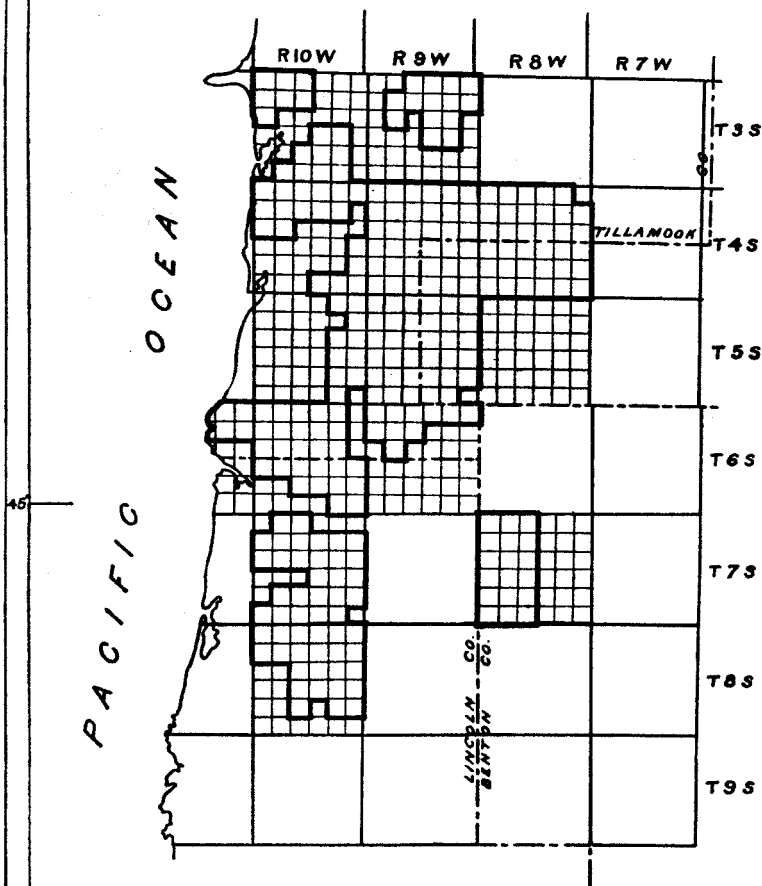 R10W R9W R8W R7W
T3S
CO.
TILLAMOOK
T4S
T5S
T6S
45
T7S
T8S
T9S
PACIFIC OCEAN
LINCOLN CO.
BENTON CO.